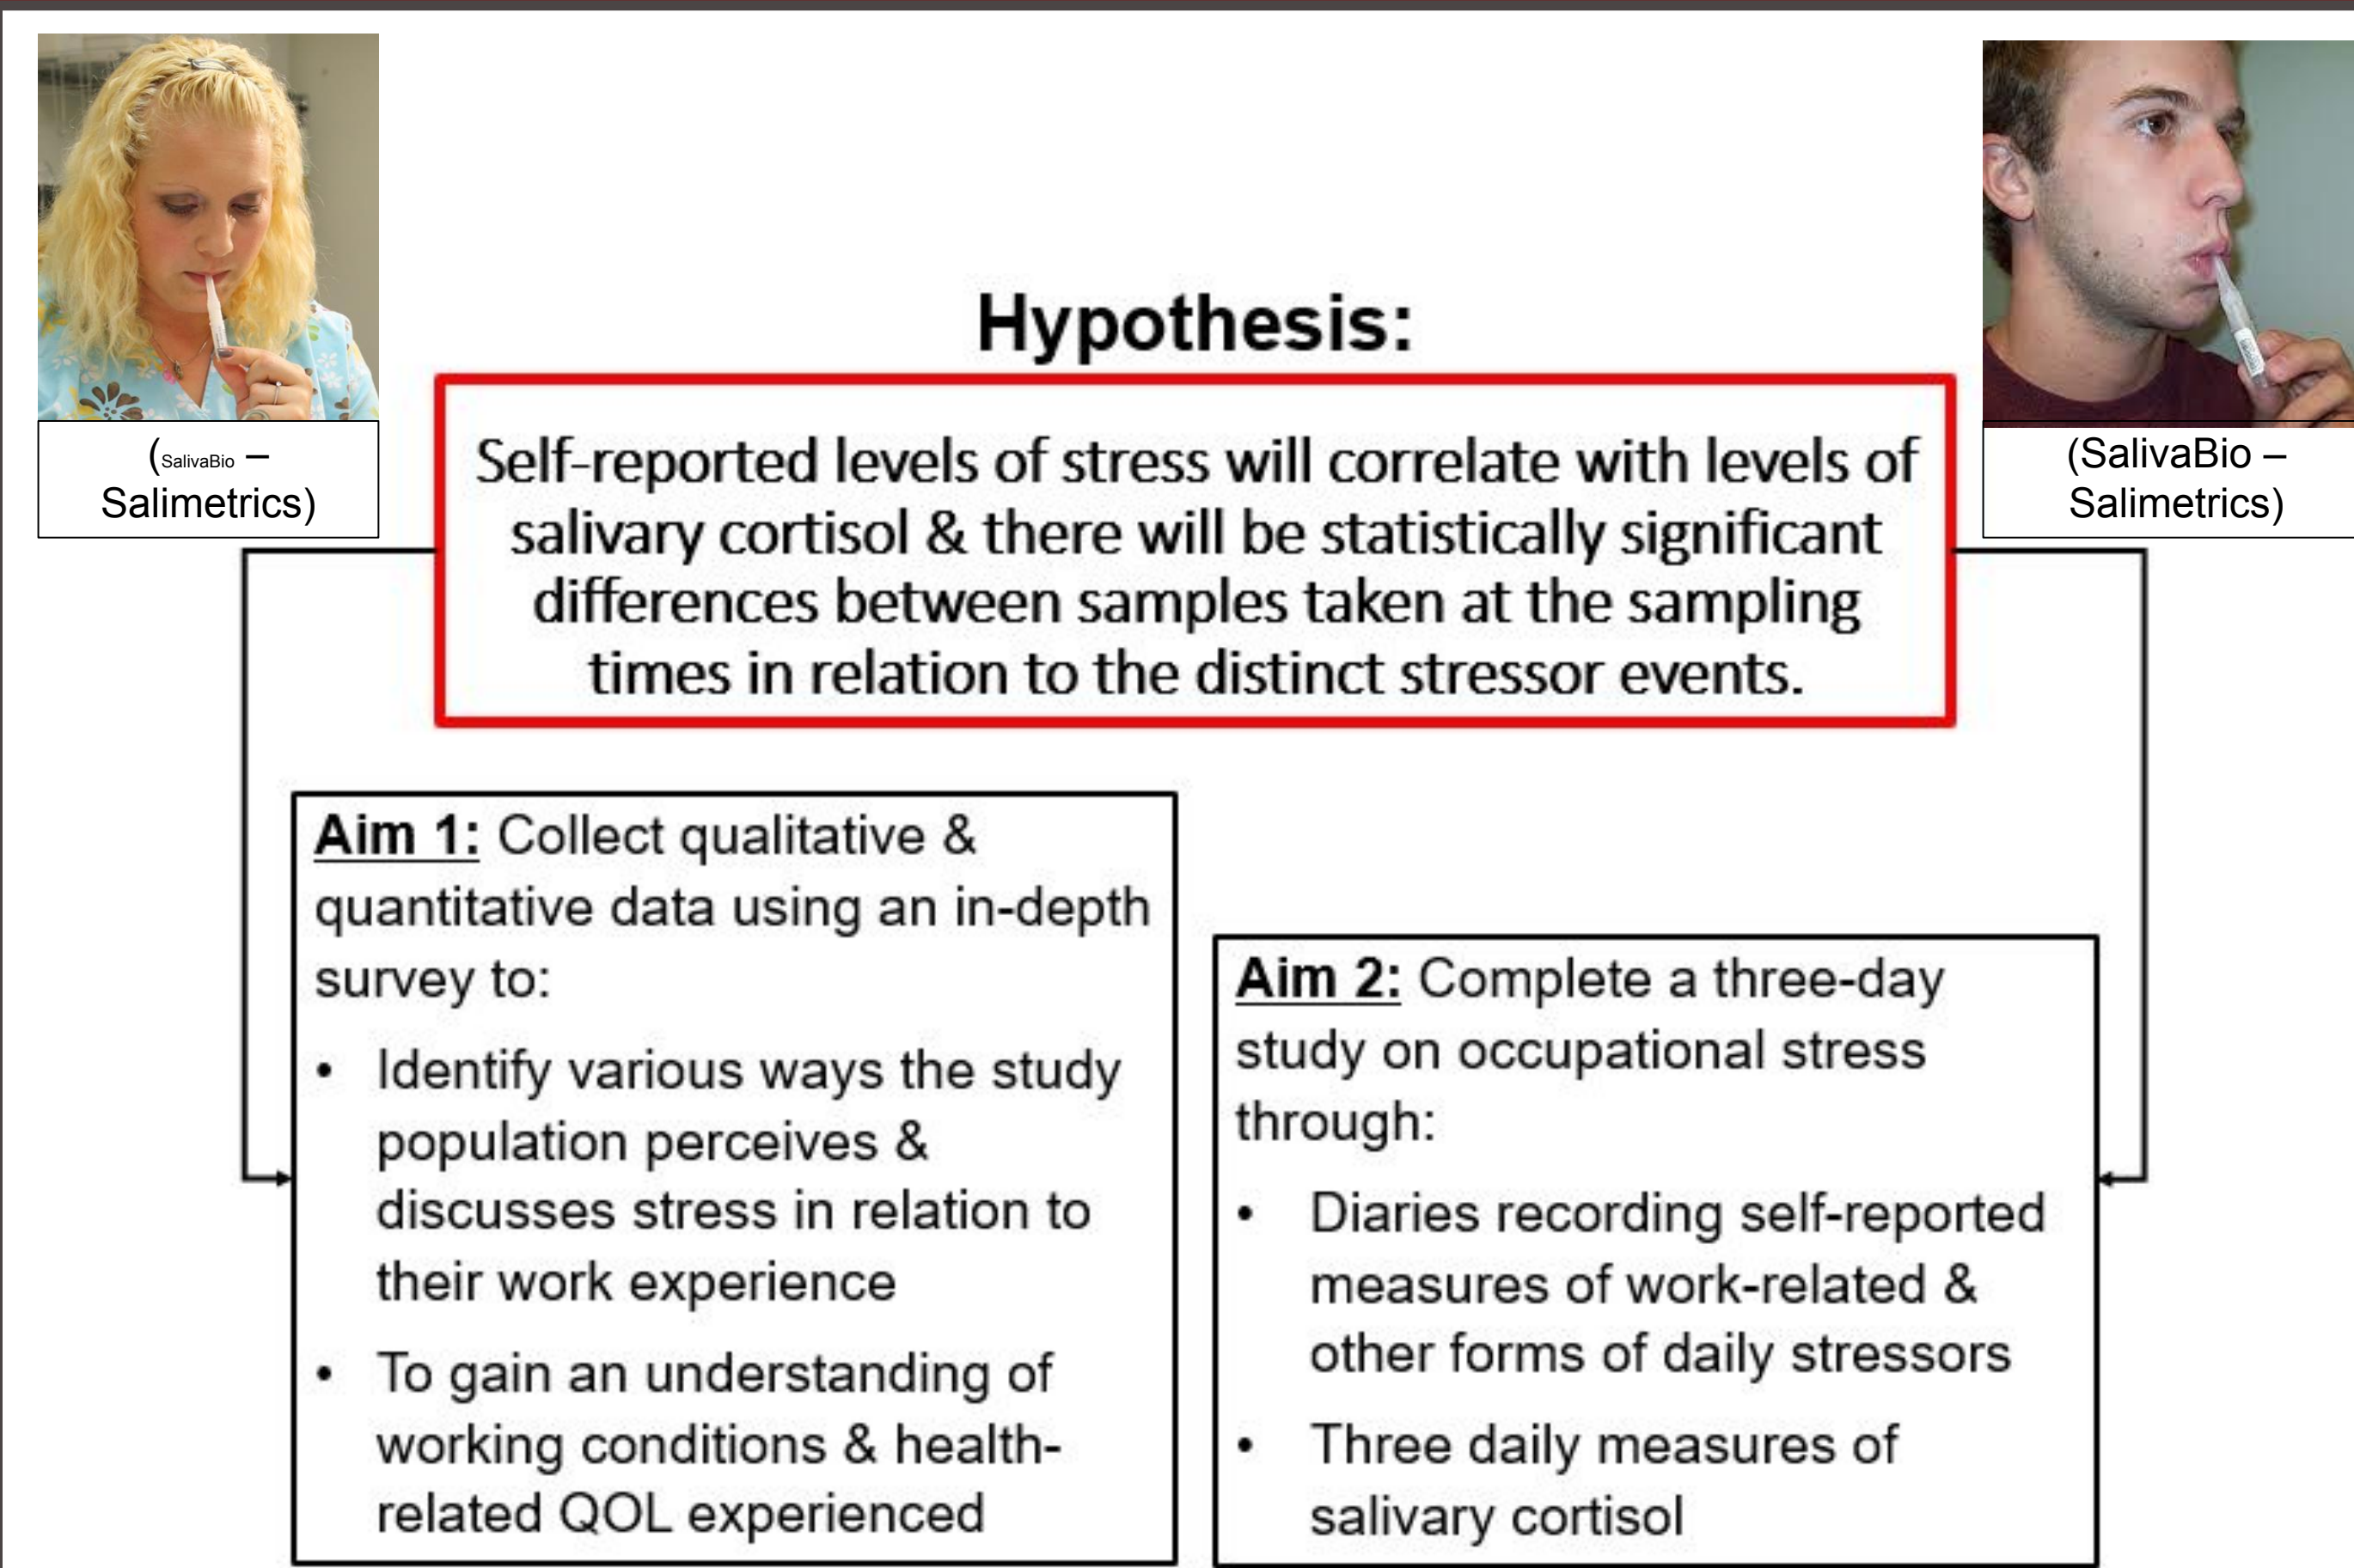 (SalivaBio –
Salimetrics)
(SalivaBio –
Salimetrics)
Hypothesis:
Self-reported levels of stress will correlate with levels of
salivary cortisol & there will be statistically significant
differences between samples taken at the sampling
times in relation to the distinct stressor events.
Aim 1: Collect qualitative &
quantitative data using an in-depth
survey to:
• Identify various ways the study
population perceives &
discusses stress in relation to
their work experience
• To gain an understanding of
working conditions & health-
related QOL experienced
Aim 2: Complete a three-day
study on occupational stress
through:
• Diaries recording self-reported
measures of work-related &
other forms of daily stressors
• Three daily measures of
salivary cortisol